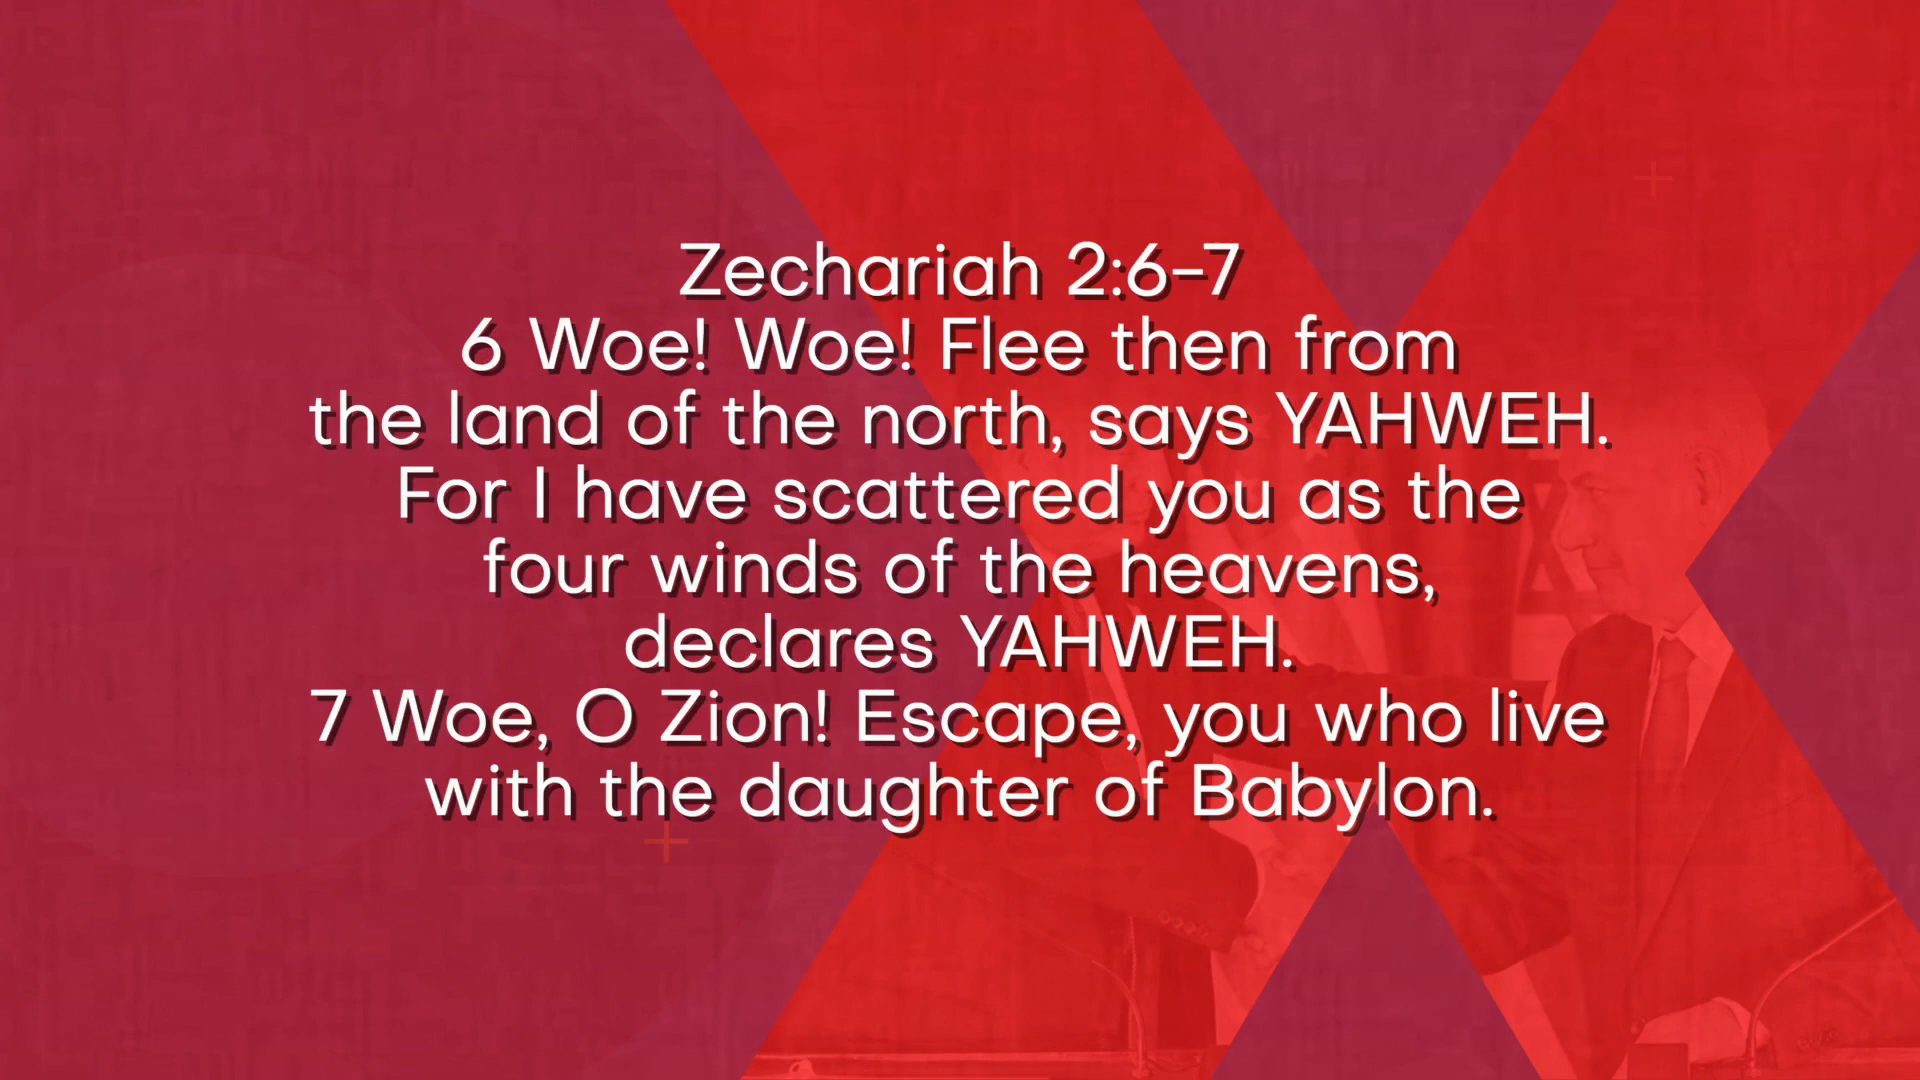 Zechariah 2:6-7
6 Woe! Woe! Flee then from
the land of the north, says YAHWEH.
For I have scattered you as the
four winds of the heavens,
declares YAHWEH.
7 Woe, O Zion! Escape, you who live
with the daughter of Babylon.